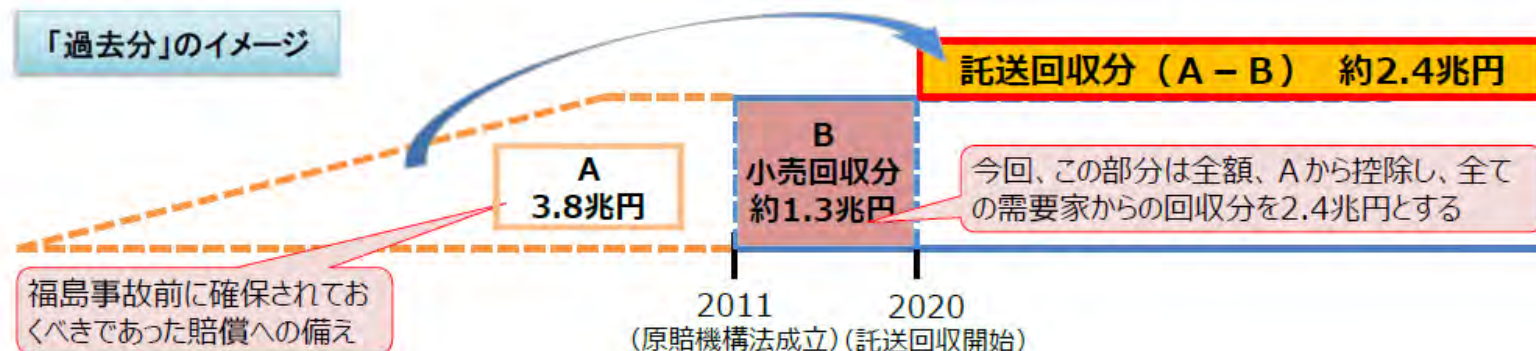 「過去分」のイメージ
託送回収分（A－B） 約2.4兆円
A
3.8兆円
B
小売回収分
約1.3兆円
今回、この部分は全額、Aから控除し、全て
の需要家からの回収分を2.4兆円とする
福島事故前に確保されてお
くべきであった賠償への備え
2011
（原賠機構法成立）
2020
（託送回収開始）